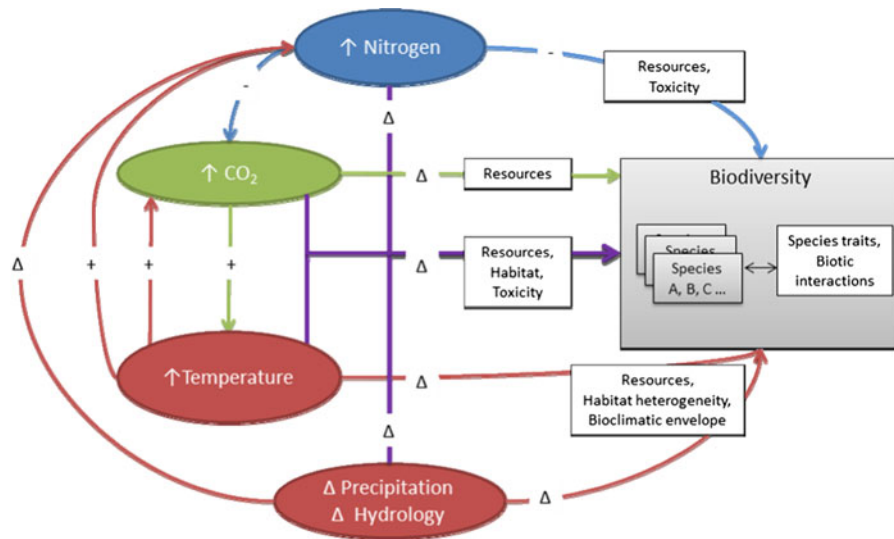 ↑ Nitrogen
-
-
Resources,
Toxicity
Δ
↑ CO₂
Δ
Resources
Biodiversity
Δ
+
+
+
Δ
Resources,
Habitat,
Toxicity
Species
Species
A, B, C ...
Species traits,
Biotic
interactions
↑Temperature
Δ
Resources,
Habitat heterogeneity,
Bioclimatic envelope
Δ
Δ Precipitation
Δ Hydrology
Δ